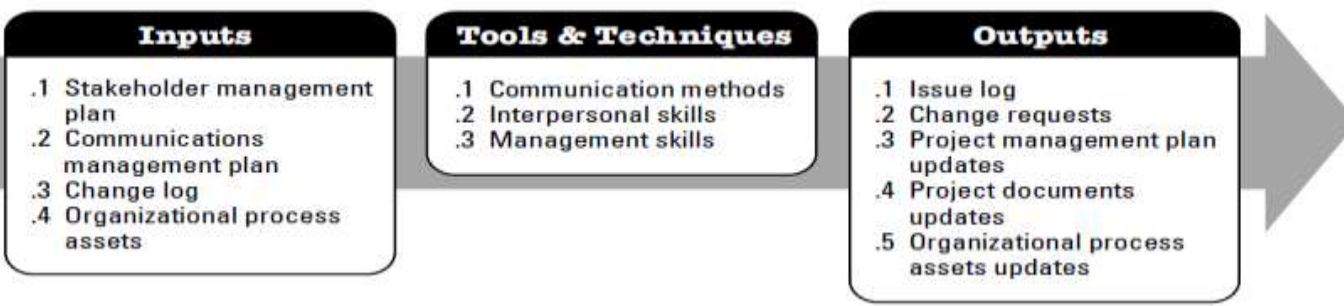 Inputs
.1 Stakeholder management
plan
.2 Communications
management plan
.3 Change log
.4 Organizational process
assets
Tools & Techniques
.1 Communication methods
.2 Interpersonal skills
.3 Management skills
Outputs
.1 Issue log
.2 Change requests
.3 Project management plan
updates
.4 Project documents
updates
.5 Organizational process
assets updates